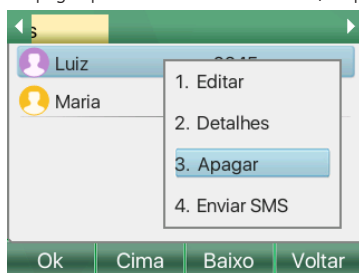 s
Luiz
1. Editar
Maria
2. Detalhes
3. Apagar
4. Enviar SMS
Ok Cima Baixo Voltar